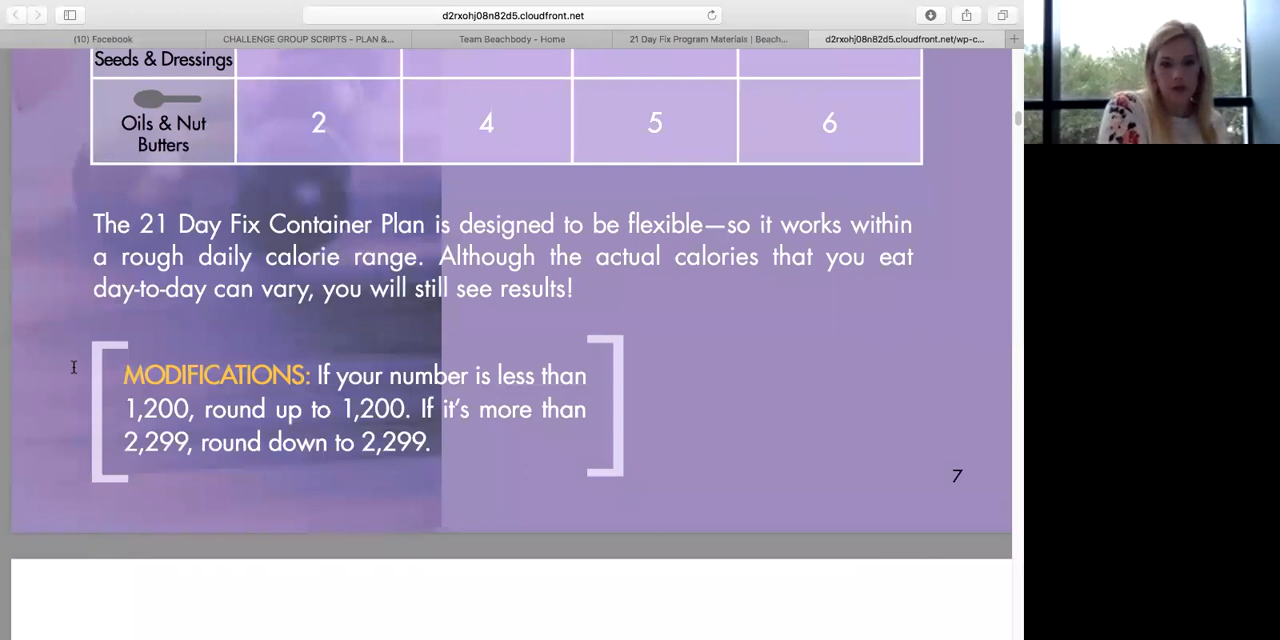 d2rxohj08n82d5.cloudfront.net
(10) Facebook
CHALLENGE GROUP SCRIPTS - PLAN &...
Team Beachbody - Home
21 Day Fix Program Materials | Beach...
d2rxohj08n82d5.cloudfront.net/wp-c...
Seeds & Dressings
Oils & Nut
Butters
2
4
5
6
The 21 Day Fix Container Plan is designed to be flexible—so it works within
a rough daily calorie range. Although the actual calories that you eat
day-to-day can vary, you will still see results!
MODIFICATIONS: If your number is less than
1,200, round up to 1,200. If it's more than
2,299, round down to 2,299.
7